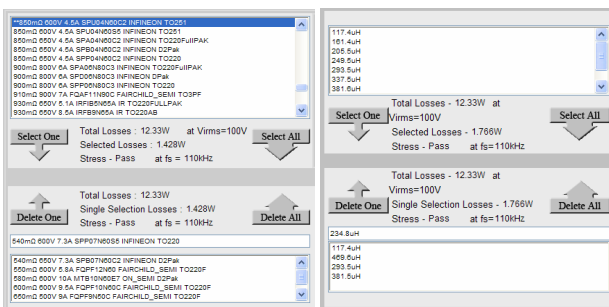 **850mΩ 600V 4.5A SPU04N60C2 INFINEON TO251
850mΩ 600V 4.5A SPU04N60S5 INFINEON TO251
850mΩ 650V 4.5A SPA04N60C2 INFINEON TO220FullPAK
850mΩ 650V 4.5A SPB04N60C2 INFINEON D2Pak
850mΩ 650V 4.5A SPP04N60C2 INFINEON TO220
900mΩ 800V 6A SPA06N80C3 INFINEON TO220FullPAK
900mΩ 800V 6A SPD06N80C3 INFINEON DPak
900mΩ 800V 6A SPP06N80C3 INFINEON TO220
910mΩ 900V 7A FQAF11N90C FAIRCHILD_SEMI TO3PF
930mΩ 650V 5.1A IRFIB6N65A IR TO220FULLPAK
930mΩ 650V 8.5A IRFB9N65A IR TO220AB
Select One
Total Losses : 12.33W at Virms=100V
Selected Losses : 1.428W
Stress - Pass at fs = 110kHz
Select All
Delete One
Total Losses : 12.33W
Single Selection Losses : 1.428W
Stress - Pass at fs = 110kHz
Delete All
540mΩ 600V 7.3A SPP07N60S5 INFINEON TO220
540mΩ 650V 7.3A SPB07N60C2 INFINEON D2Pak
550mΩ 650V 5.8A FQPF12N60 FAIRCHILD_SEMI TO220F
580mΩ 600V 10A MTB10N60E7 ON_SEMI D2Pak
600mΩ 600V 9.5A FQPF10N60C FAIRCHILD_SEMI TO220F
650mΩ 600V 9A FQPF9N50C FAIRCHILD_SEMI TO220F
117.4uH
161.4uH
205.5uH
249.5uH
293.5uH
337.5uH
381.6uH
Select One
Total Losses - 12.33W at
Virms=100V
Selected Losses - 1.766W
Stress - Pass at fs=110kHz
Select All
Delete One
Total Losses - 12.33W at
Virms=100V
Single Selection Losses - 1.766W
Stress - Pass at fs=110kHz
Delete All
234.8uH
117.4uH
469.6uH
293.5uH
381.5uH